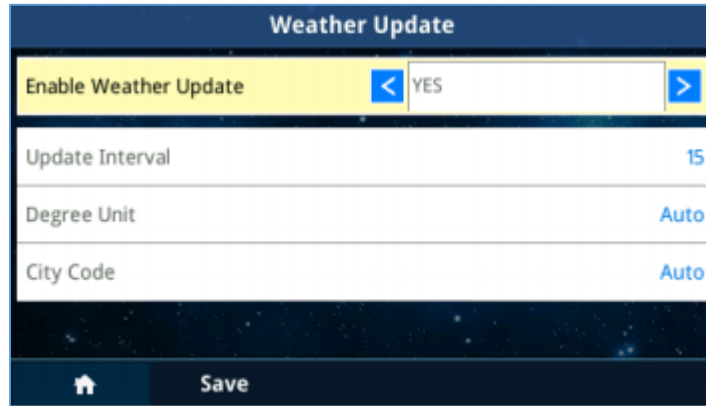 Weather Update
Enable Weather Update < YES >
Update Interval 15
Degree Unit Auto
City Code Auto
Save